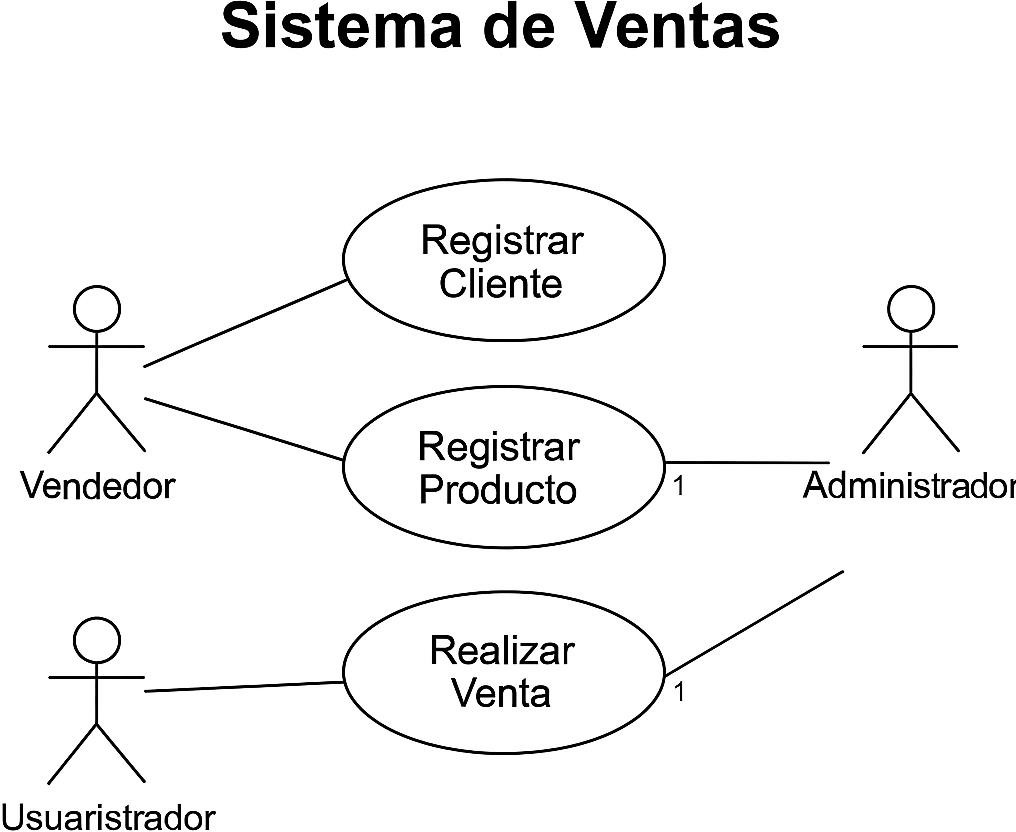 Sistema de Ventas
Registrar
Cliente
Vendedor
Registrar
Producto
1
Administrador
Realizar
Venta
1
Usuaristrador